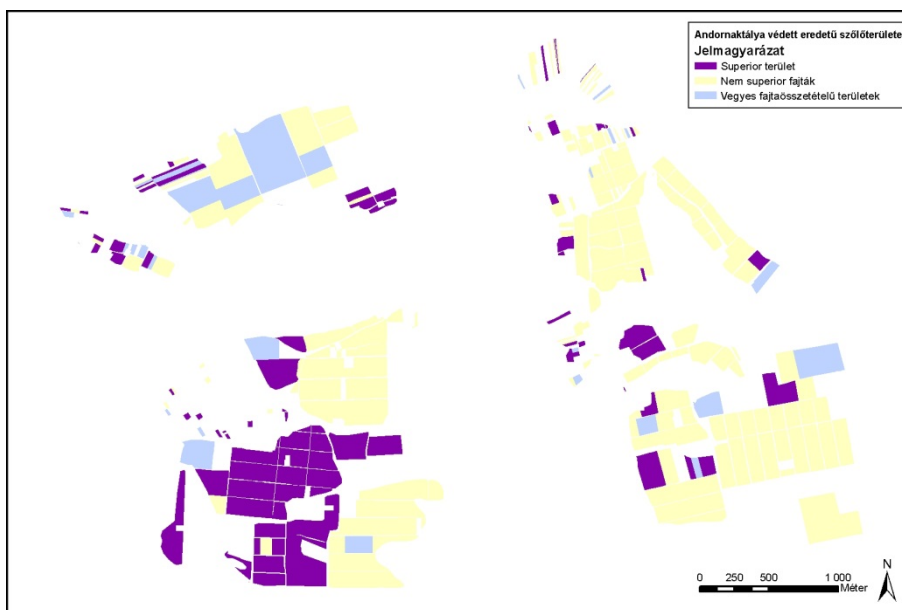 Andornaktálya védett eredetű szőlőterülete
Jelmagyarázat
Superior terület
Nem superior fajták
Vegyes fajtaösszetételű területek
N
0 250 500 1 000
Méter